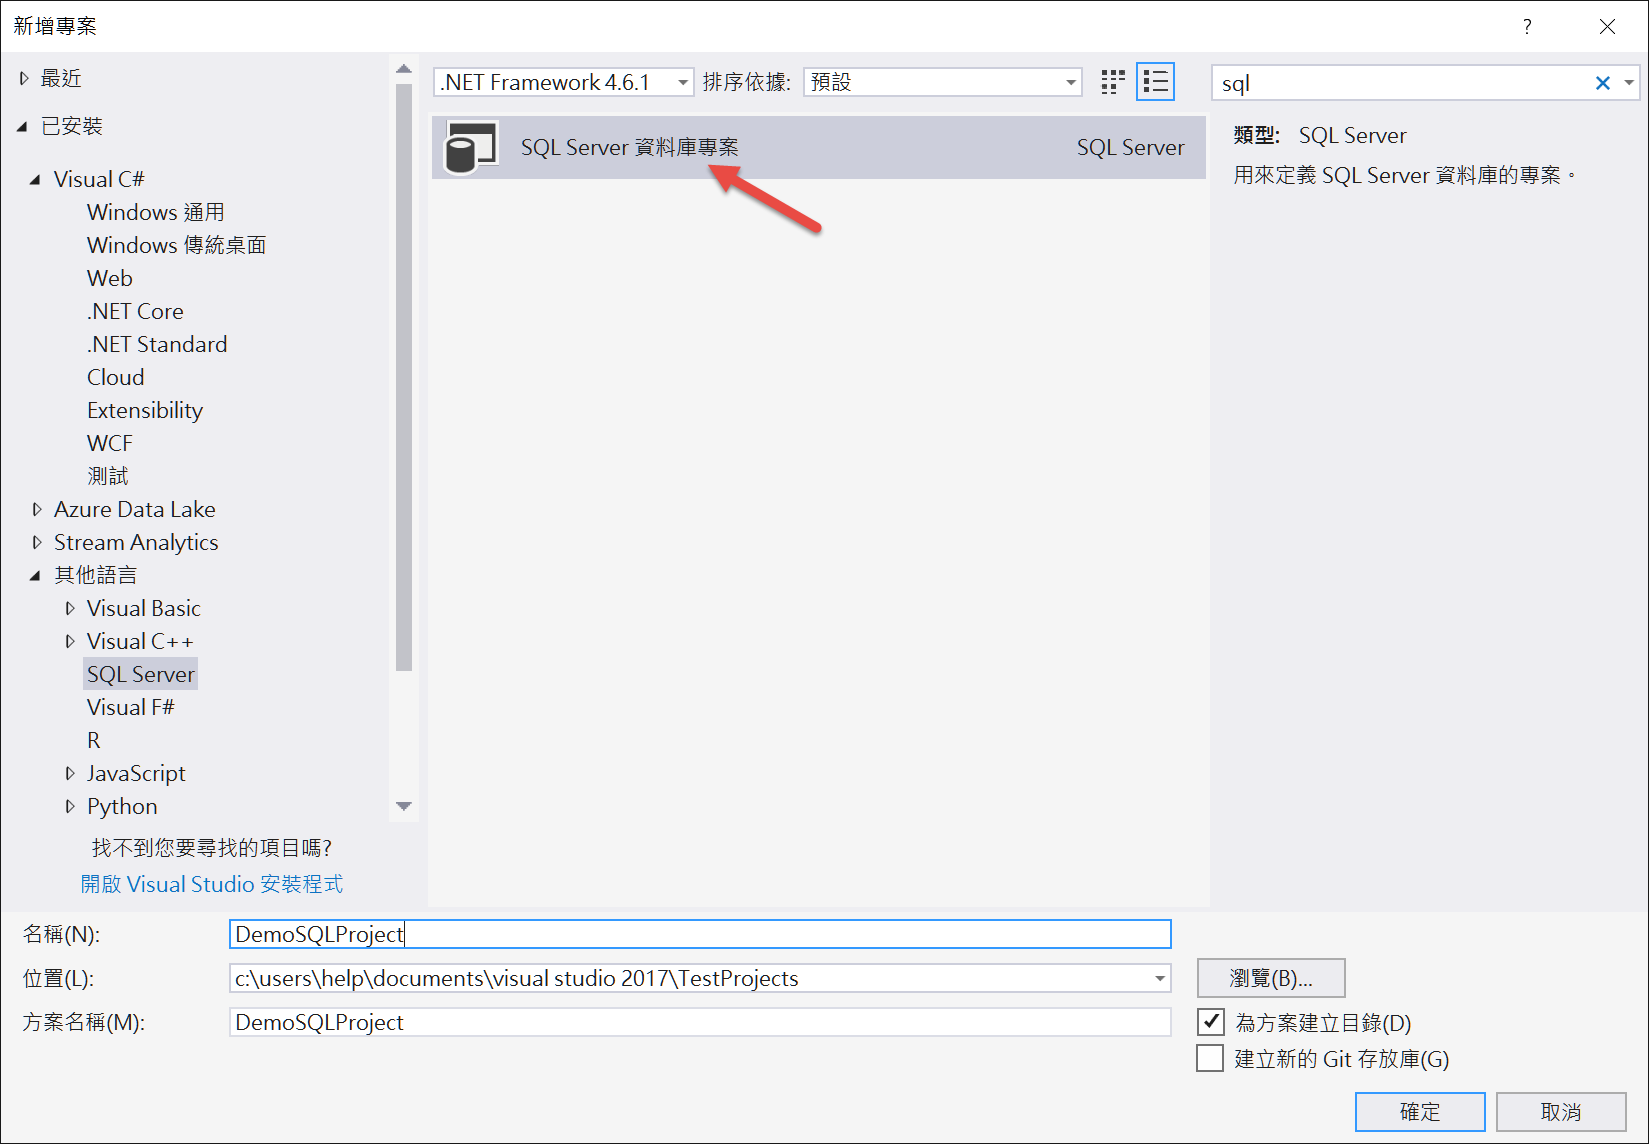 新增專案
?
最近
已安裝
Visual C#
Windows 通用
Windows 傳統桌面
Web
.NET Core
.NET Standard
Cloud
Extensibility
WCF
測試
Azure Data Lake
Stream Analytics
其他語言
Visual Basic
Visual C++
SQL Server
Visual F#
R
JavaScript
Python
找不到您要尋找的項目嗎?
開啟 Visual Studio 安裝程式
.NET Framework 4.6.1 排序依據: 預設
SQL Server 資料庫專案 SQL Server
sql
類型: SQL Server
用來定義 SQL Server 資料庫的專案。
名稱(N): DemoSQLProject
位置(L): c:\users\help\documents\visual studio 2017\TestProjects 瀏覽(B)...
方案名稱(M): DemoSQLProject
為方案建立目錄(D)
建立新的 Git 存放庫(G)
確定 取消